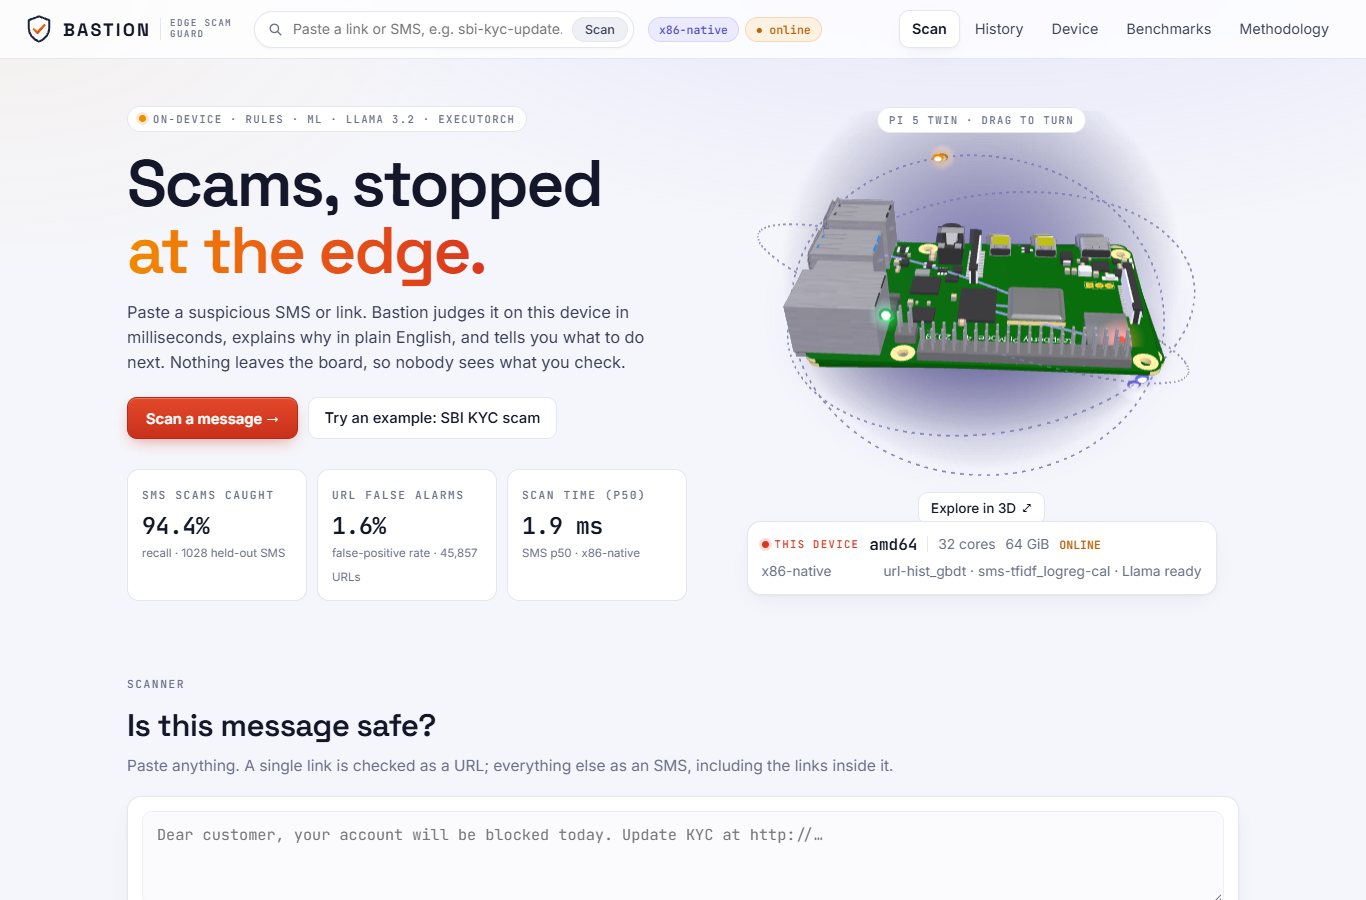 BASTION
EDGE SCAM
GUARD
Paste a link or SMS, e.g. sbi-kyc-update.
Scan
x86-native
• online
Scan
History
Device
Benchmarks
Methodology
ON-DEVICE · RULES · ML · LLAMA 3.2 · EXECUTORCH
Scams, stopped
at the edge.
Paste a suspicious SMS or link. Bastion judges it on this device in
milliseconds, explains why in plain English, and tells you what to do
next. Nothing leaves the board, so nobody sees what you check.
Scan a message →
Try an example: SBI KYC scam
SMS SCAMS CAUGHT
94.4%
recall · 1028 held-out SMS
URL FALSE ALARMS
1.6%
false-positive rate · 45,857
URLs
SCAN TIME (P50)
1.9 ms
SMS p50 · x86-native
PI 5 TWIN · DRAG TO TURN
Explore in 3D ⤢
THIS DEVICE
amd64
32 cores
64 GiB
ONLINE
x86-native
url-hist_gbdt · sms-tfidf_logreg-cal · Llama ready
SCANNER
Is this message safe?
Paste anything. A single link is checked as a URL; everything else as an SMS, including the links inside it.
Dear customer, your account will be blocked today. Update KYC at http://…